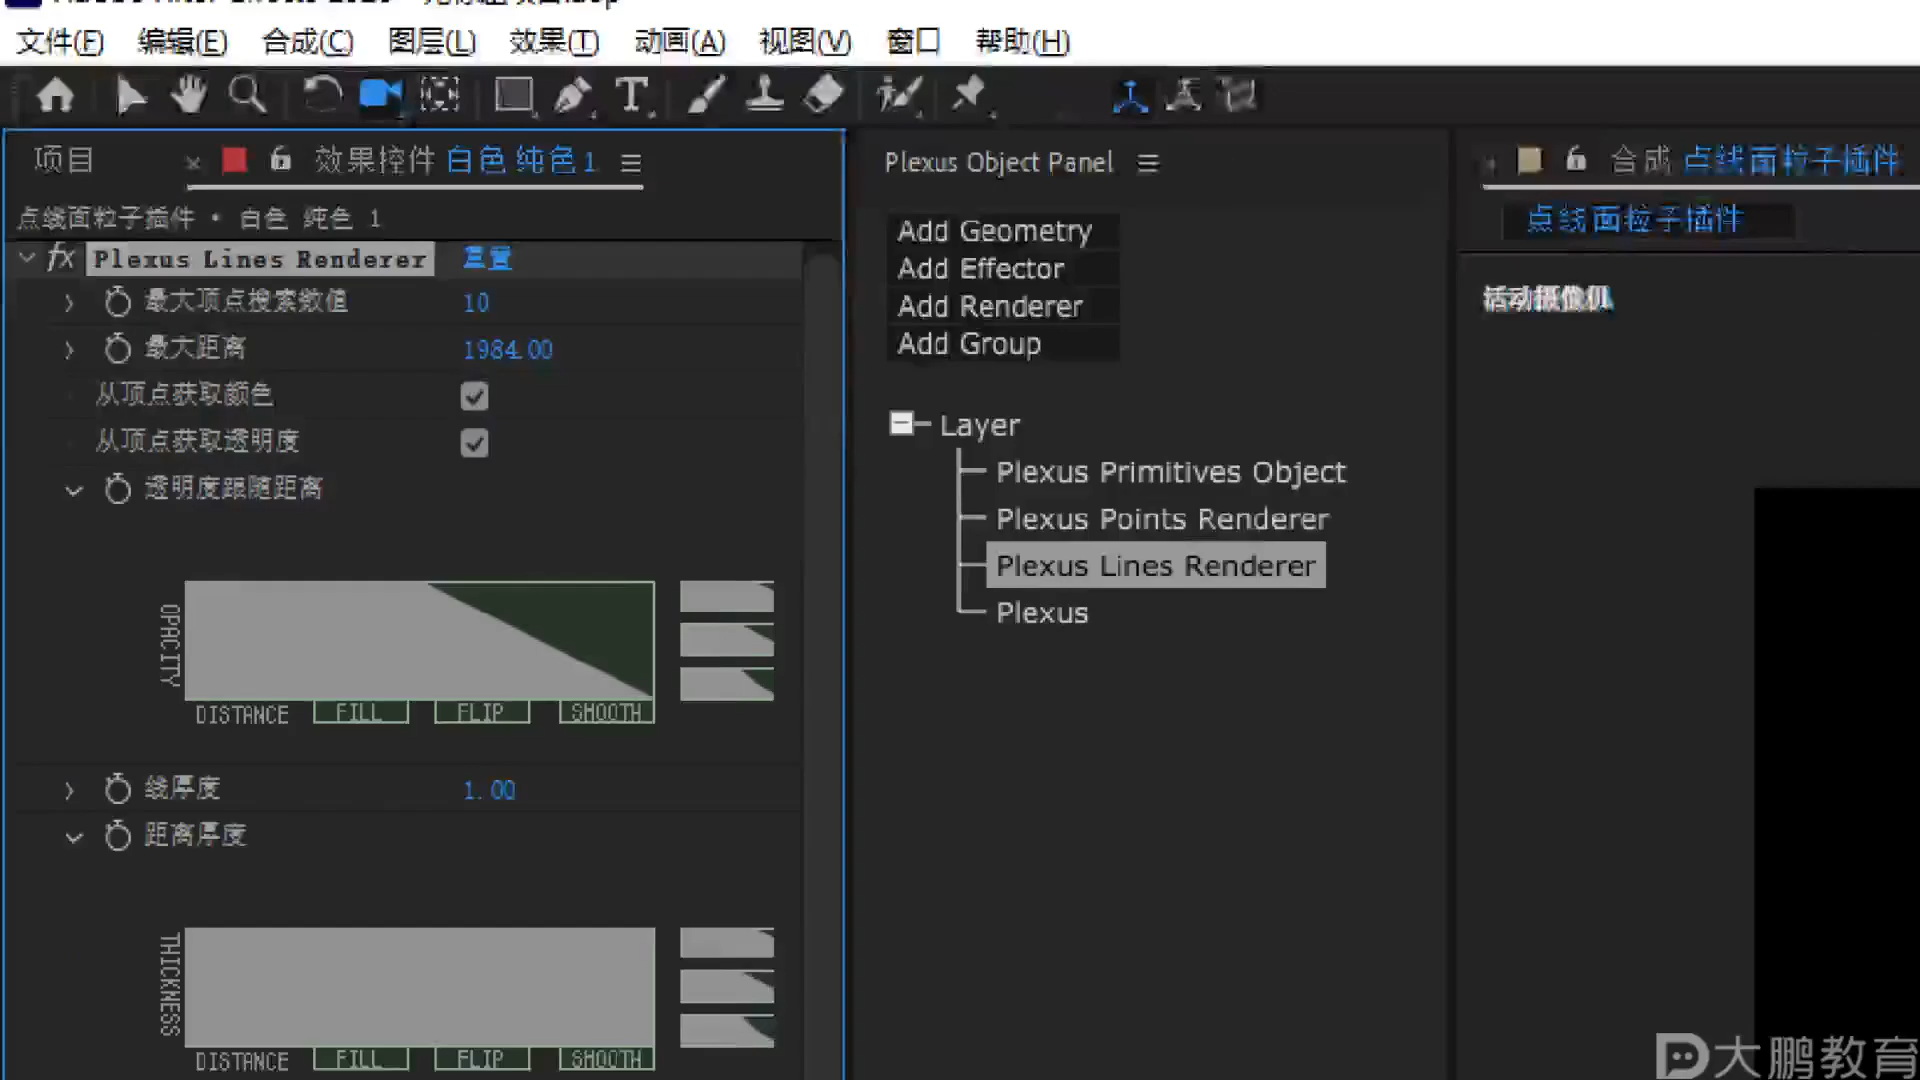 文件(F) 编辑(E) 合成(C) 图层(L) 效果(T) 动画(A) 视图(V) 窗口 帮助(H)
项目
效果控件 白色 纯色 1
点线面粒子插件 • 白色 纯色 1
fx Plexus Lines Renderer 重置
最大顶点搜索数值 10
最大距离 1984.00
从顶点获取颜色
从顶点获取透明度
透明度跟随距离
OPACITY
DISTANCE FILL FLIP SMOOTH
线厚度 1.00
距离厚度
THICKNESS
DISTANCE FILL FLIP SMOOTH
Plexus Object Panel
Add Geometry
Add Effector
Add Renderer
Add Group
Layer
Plexus Primitives Object
Plexus Points Renderer
Plexus Lines Renderer
Plexus
合成 点线面粒子插件
点线面粒子插件
活动摄像机
大鹏教育